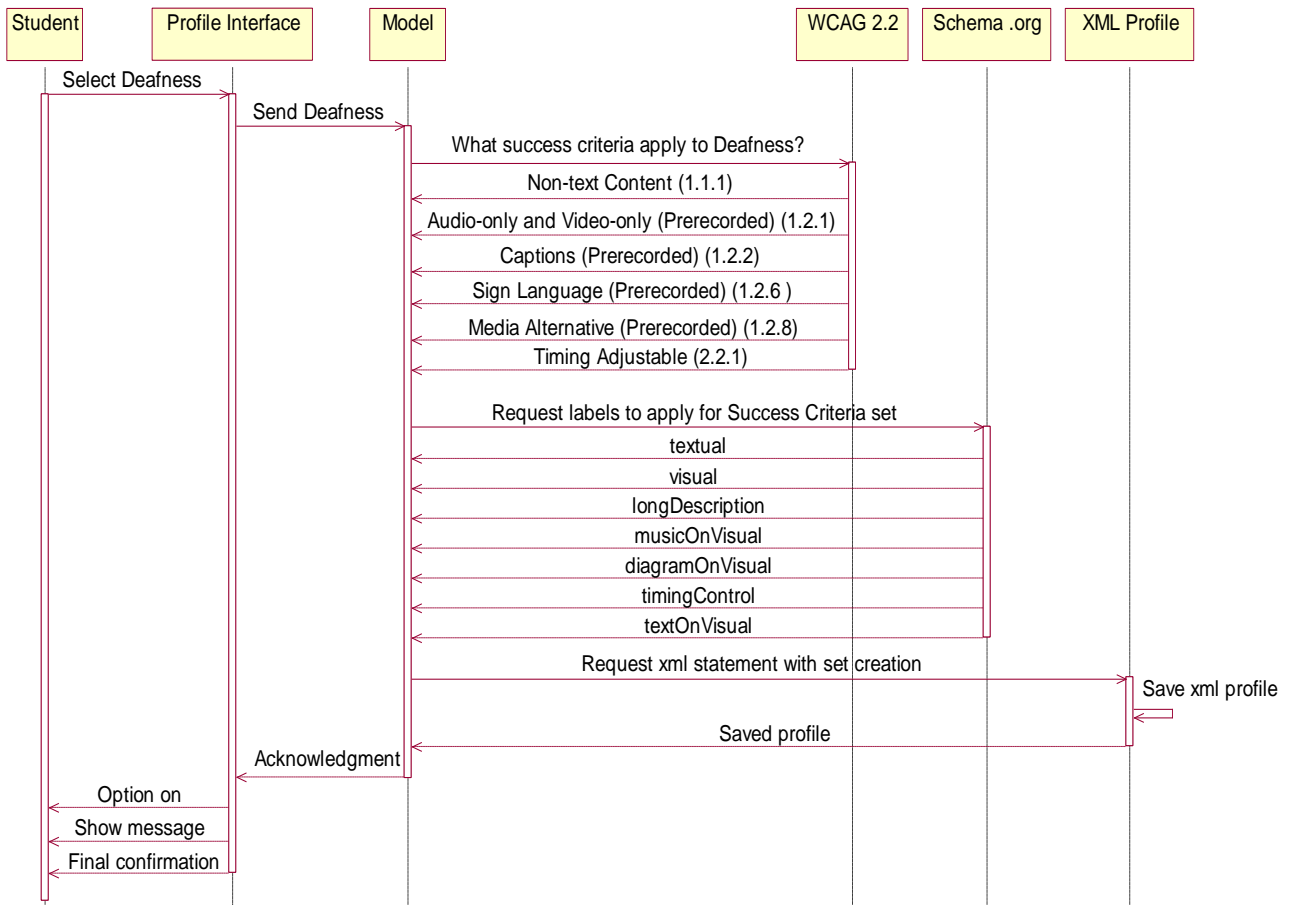 Student
Profile Interface
Model
WCAG 2.2
Schema .org
XML Profile
Select Deafness
Send Deafness
What success criteria apply to Deafness?
Non-text Content (1.1.1)
Audio-only and Video-only (Prerecorded) (1.2.1)
Captions (Prerecorded) (1.2.2)
Sign Language (Prerecorded) (1.2.6 )
Media Alternative (Prerecorded) (1.2.8)
Timing Adjustable (2.2.1)
Request labels to apply for Success Criteria set
textual
visual
longDescription
musicOnVisual
diagramOnVisual
timingControl
textOnVisual
Request xml statement with set creation
Save xml profile
Saved profile
Acknowledgment
Option on
Show message
Final confirmation